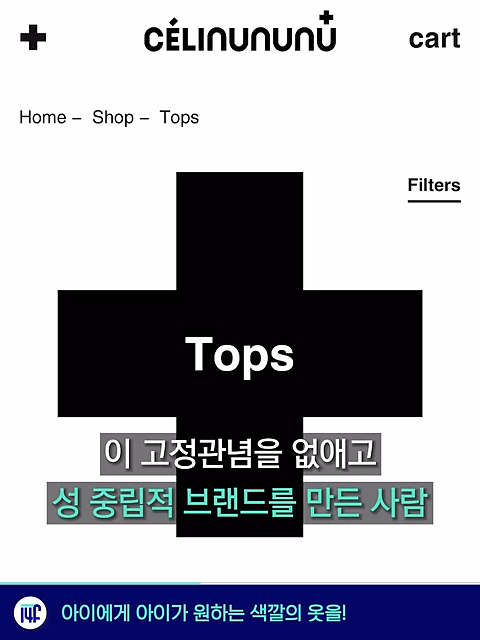 CÉLINUNUNU
cart
Home – Shop – Tops
Filters
Tops
이 고정관념을 없애고
성 중립적 브랜드를 만든 사람
14F
아이에게 아이가 원하는 색깔의 옷을!